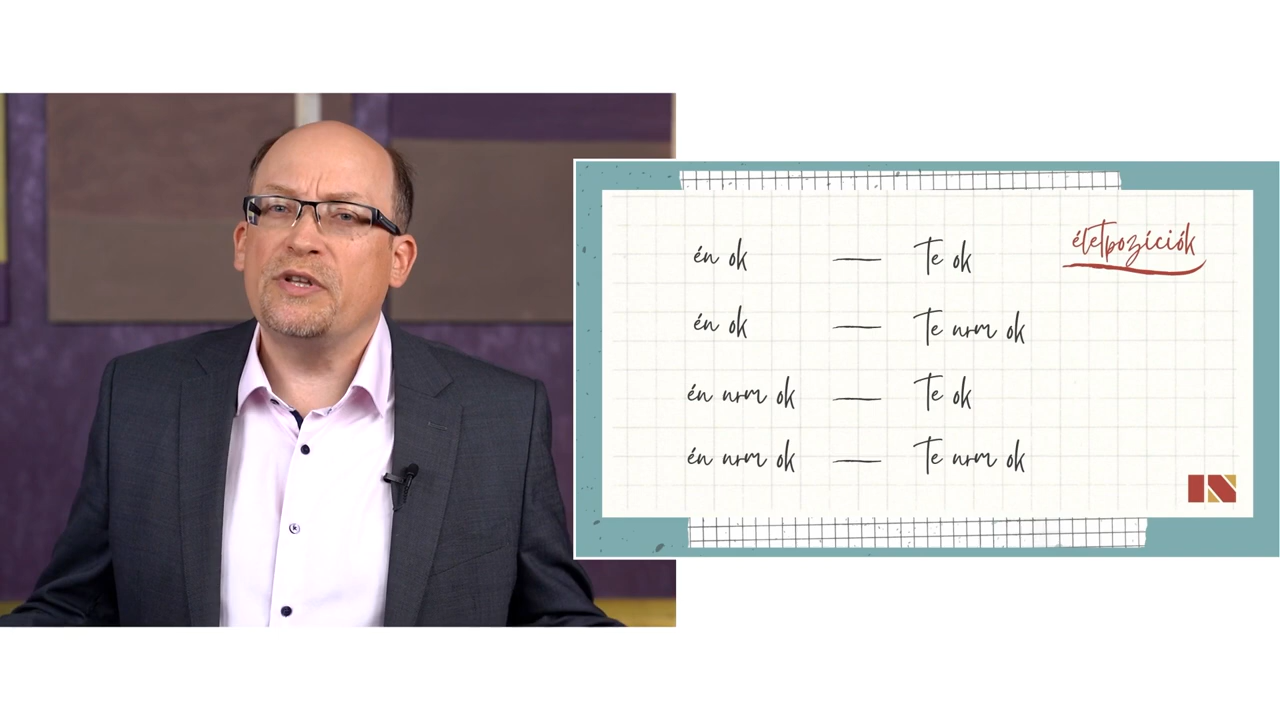 életpozíciók
én ok — Te ok
én ok — Te nem ok
én nem ok — Te ok
én nem ok — Te nem ok
IN